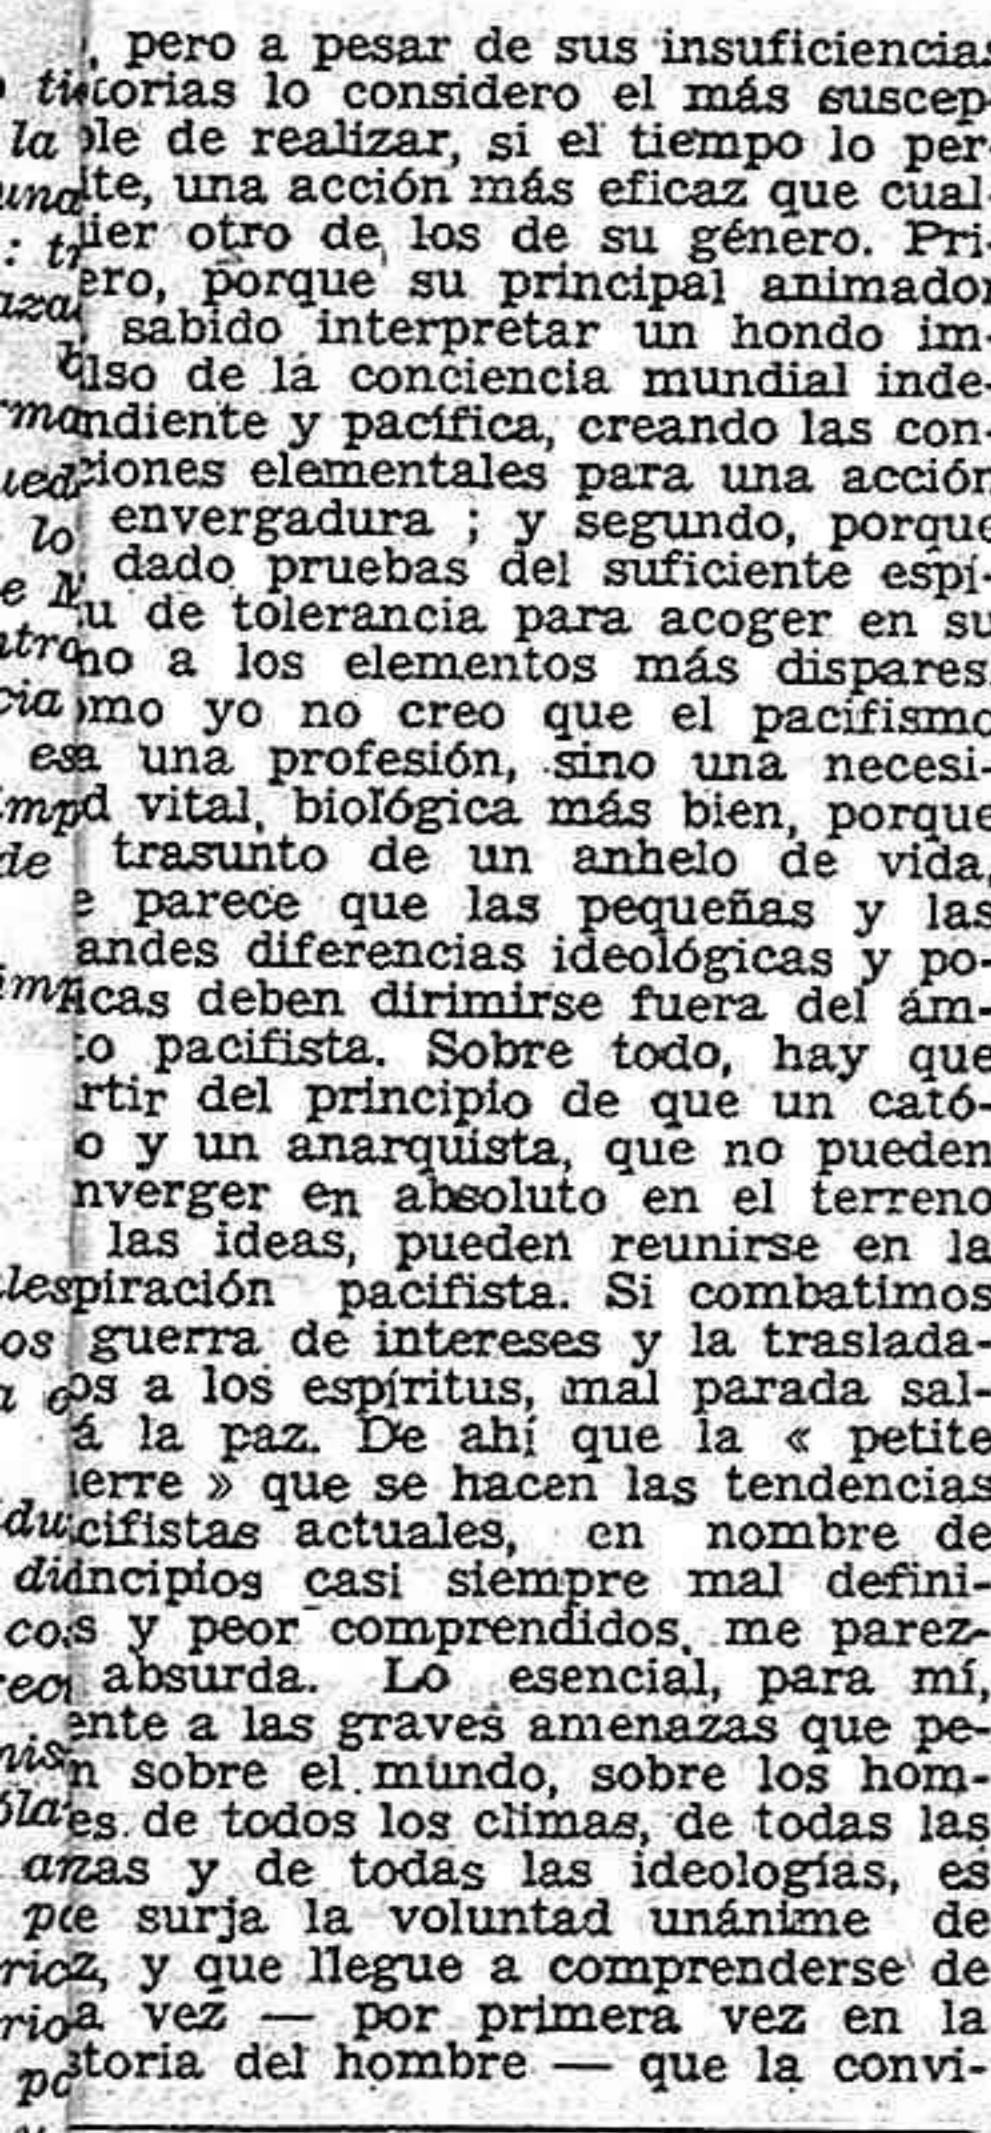 , pero a pesar de sus insuficiencias
torias lo considero el más suscep-
ble de realizar, si el tiempo lo per-
ite, una acción más eficaz que cual-
uier otro de los de su género. Pri-
ero, porque su principal animador
sabido interpretar un hondo im-
ulso de la conciencia mundial inde-
ndiente y pacífica, creando las con-
ciones elementales para una acción
envergadura ; y segundo, porque
dado pruebas del suficiente espí-
tu de tolerancia para acoger en su
no a los elementos más dispares.
omo yo no creo que el pacifismo
a una profesión, sino una necesi-
d vital, biológica más bien, porque
trasunto de un anhelo de vida,
e parece que las pequeñas y las
andes diferencias ideológicas y po-
icas deben dirimirse fuera del ám-
to pacifista. Sobre todo, hay que
rtir del principio de que un cató-
o y un anarquista, que no pueden
nverger en absoluto en el terreno
las ideas, pueden reunirse en la
piración pacifista. Si combatimos
guerra de intereses y la traslada-
os a los espíritus, mal parada sal-
á la paz. De ahí que la « petite
ierre » que se hacen las tendencias
cifistas actuales, en nombre de
incipios casi siempre mal defini-
s y peor comprendidos, me parez-
absurda. Lo esencial, para mí,
ente a las graves amenazas que pe-
n sobre el mundo, sobre los hom-
es de todos los climas, de todas las
zas y de todas las ideologías, es
e surja la voluntad unánime de
z, y que llegue a comprenderse de
a vez — por primera vez en la
storia del hombre — que la convi-